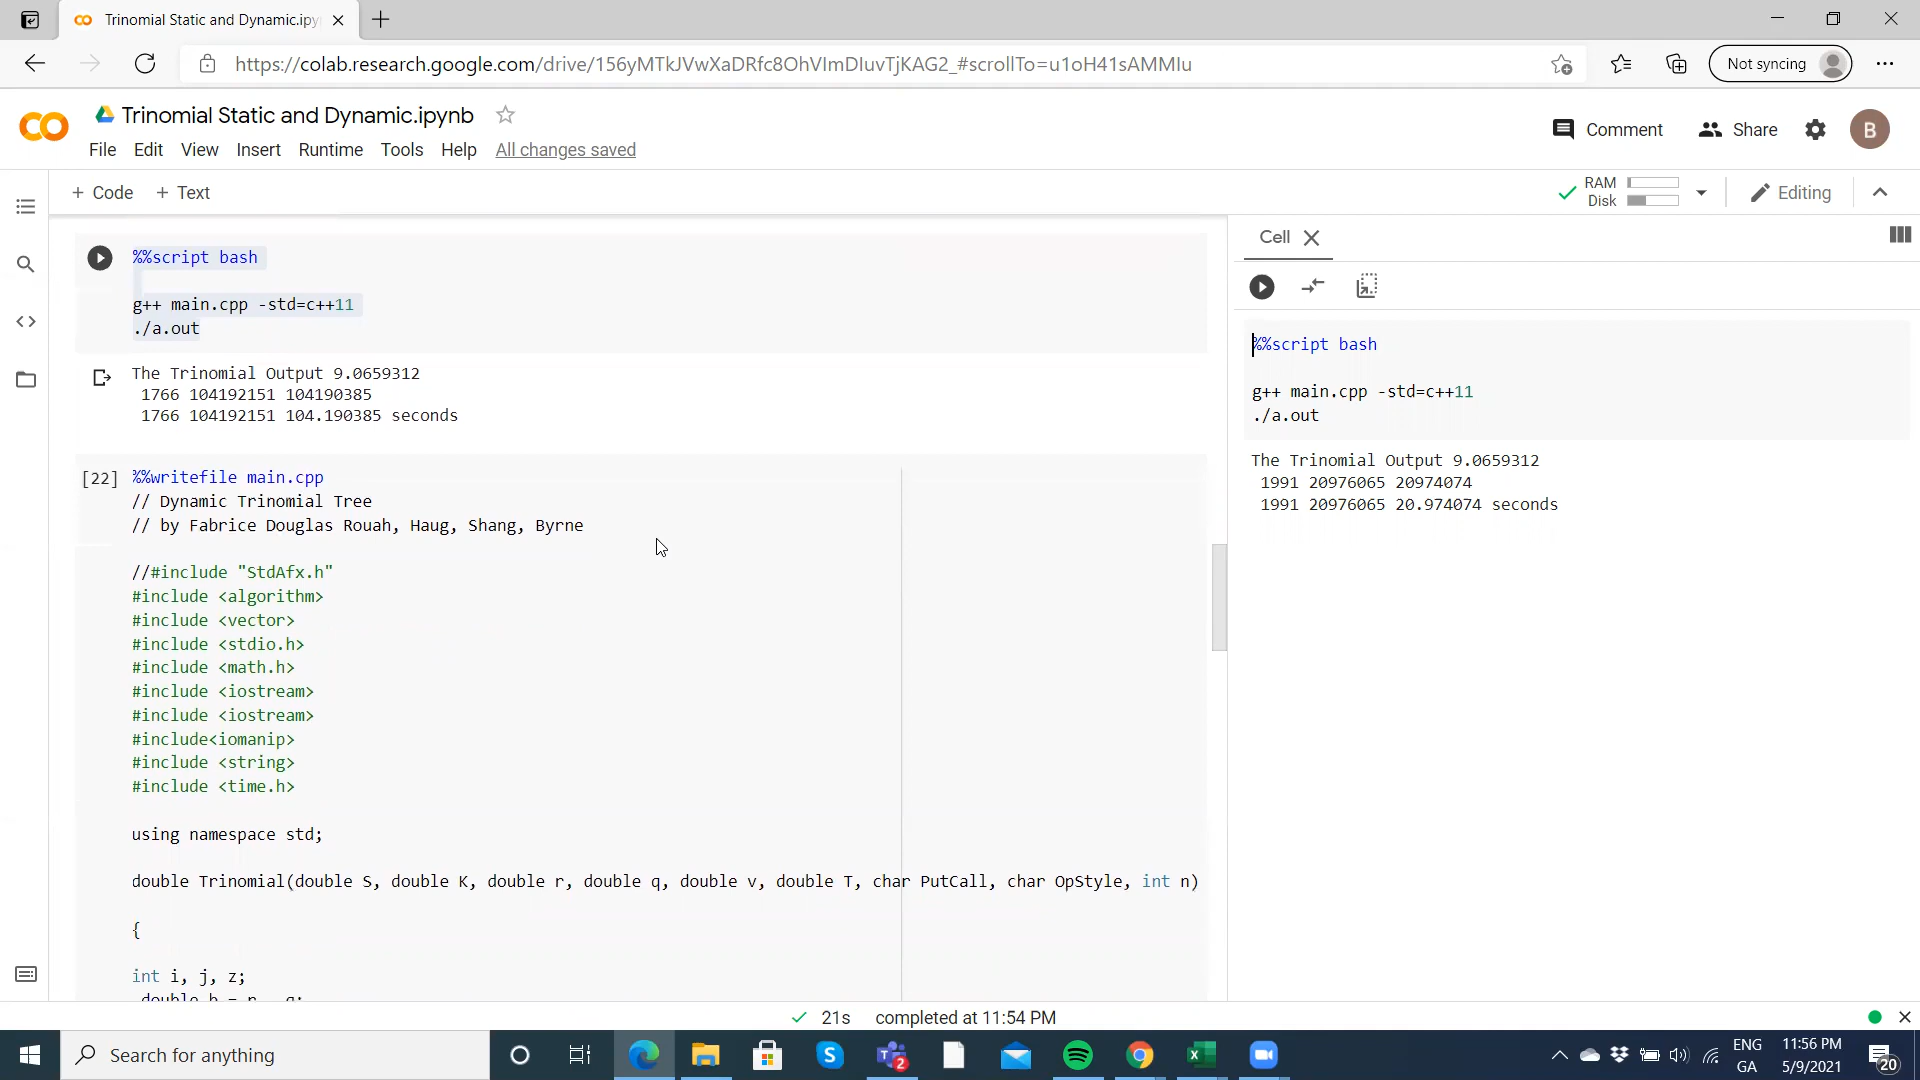 Trinomial Static and Dynamic.ipy
Not syncing
https://colab.research.google.com/drive/156yMTkJVwXaDRfc8OhVImDIuvTjKAG2_#scrollTo=u1oH41sAMMIu
Trinomial Static and Dynamic.ipynb
File Edit View Insert Runtime Tools Help All changes saved
Comment Share B
+ Code + Text
RAM
Disk
Editing
%%script bash
g++ main.cpp -std=c++11
./a.out
The Trinomial Output 9.0659312
1766 104192151 104190385
1766 104192151 104.190385 seconds
[22] %%writefile main.cpp
// Dynamic Trinomial Tree
// by Fabrice Douglas Rouah, Haug, Shang, Byrne
//#include "StdAfx.h"
#include <algorithm>
#include <vector>
#include <stdio.h>
#include <math.h>
#include <iostream>
#include <iostream>
#include<iomanip>
#include <string>
#include <time.h>
using namespace std;
double Trinomial(double S, double K, double r, double q, double v, double T, char PutCall, char OpStyle, int n)
{
int i, j, z;
double b = r - q;
Cell
%%script bash
g++ main.cpp -std=c++11
./a.out
The Trinomial Output 9.0659312
1991 20976065 20974074
1991 20976065 20.974074 seconds
21s completed at 11:54 PM
Search for anything
2
ENG
GA
11:56 PM
5/9/2021
20